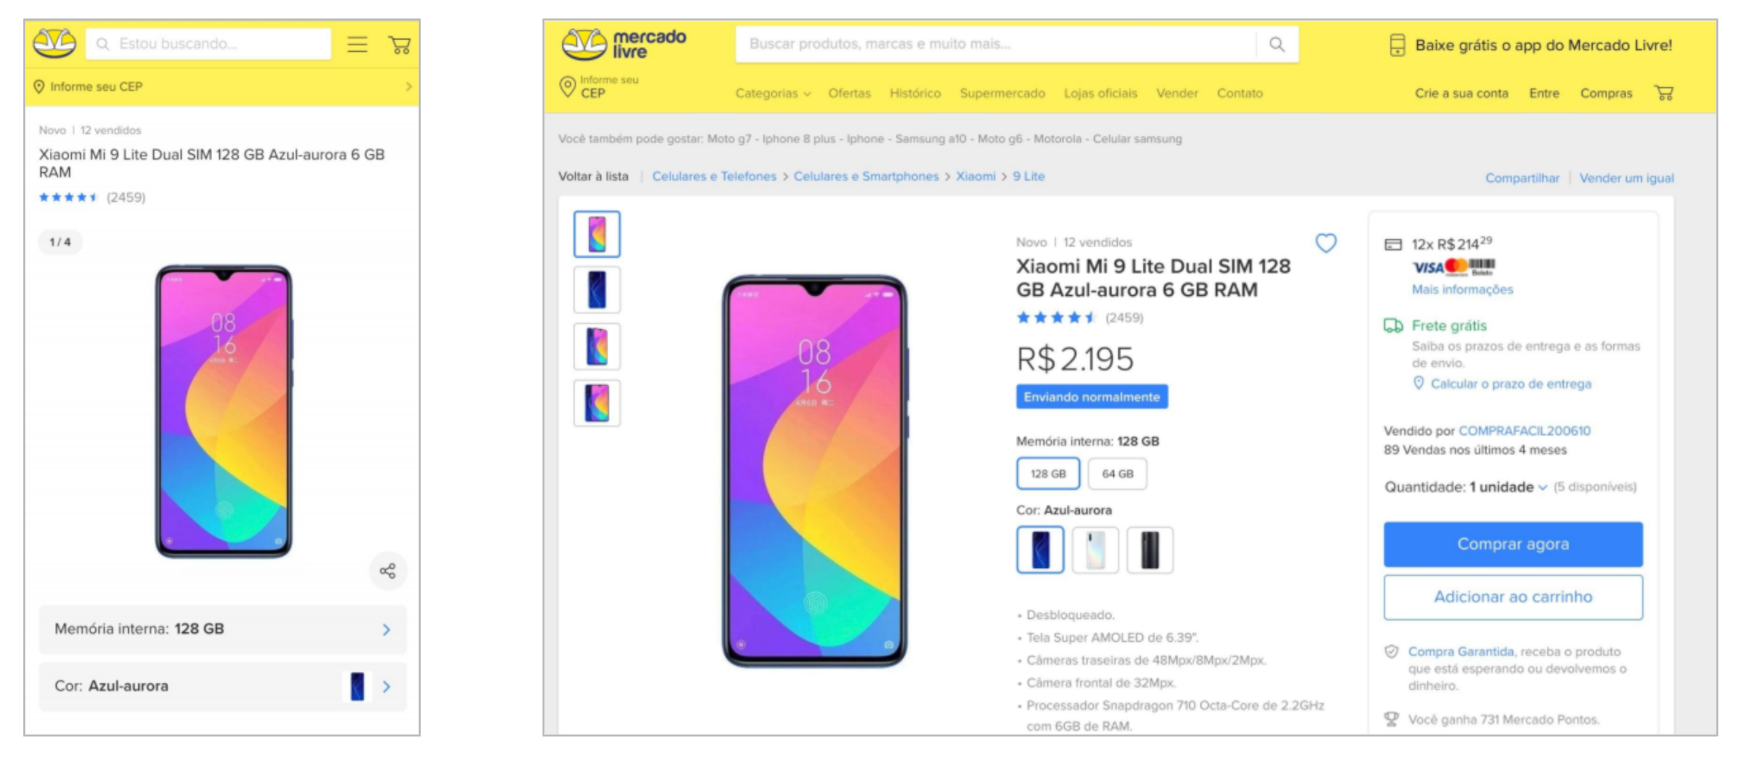 Estou buscando...
Informe seu CEP
Novo | 12 vendidos
Xiaomi Mi 9 Lite Dual SIM 128 GB Azul-aurora 6 GB
RAM
(2459)
1 / 4
08
16
Memória interna: 128 GB
Cor: Azul-aurora
mercado
livre
Buscar produtos, marcas e muito mais...
Baixe grátis o app do Mercado Livre!
Informe seu
CEP
Categorias Ofertas Histórico Supermercado Lojas oficiais Vender Contato
Crie a sua conta Entre Compras
Você também pode gostar: Moto g7 - Iphone 8 plus - Iphone - Samsung a10 - Moto g6 - Motorola - Celular samsung
Voltar à lista | Celulares e Telefones > Celulares e Smartphones > Xiaomi > 9 Lite
Compartilhar | Vender um igual
08
16
Novo | 12 vendidos
Xiaomi Mi 9 Lite Dual SIM 128
GB Azul-aurora 6 GB RAM
(2459)
R$ 2.195
Enviando normalmente
Memória interna: 128 GB
128 GB 64 GB
Cor: Azul-aurora
• Desbloqueado.
• Tela Super AMOLED de 6.39".
• Câmeras traseiras de 48Mpx/8Mpx/2Mpx.
• Câmera frontal de 32Mpx.
• Processador Snapdragon 710 Octa-Core de 2.2GHz
com 6GB de RAM.
12x R$ 214 29
VISA Boleto
Mais informações
Frete grátis
Saiba os prazos de entrega e as formas
de envio.
Calcular o prazo de entrega
Vendido por COMPRAFACIL200610
89 Vendas nos últimos 4 meses
Quantidade: 1 unidade (5 disponíveis)
Comprar agora
Adicionar ao carrinho
Compra Garantida, receba o produto
que está esperando ou devolvemos o
dinheiro.
Você ganha 731 Mercado Pontos.